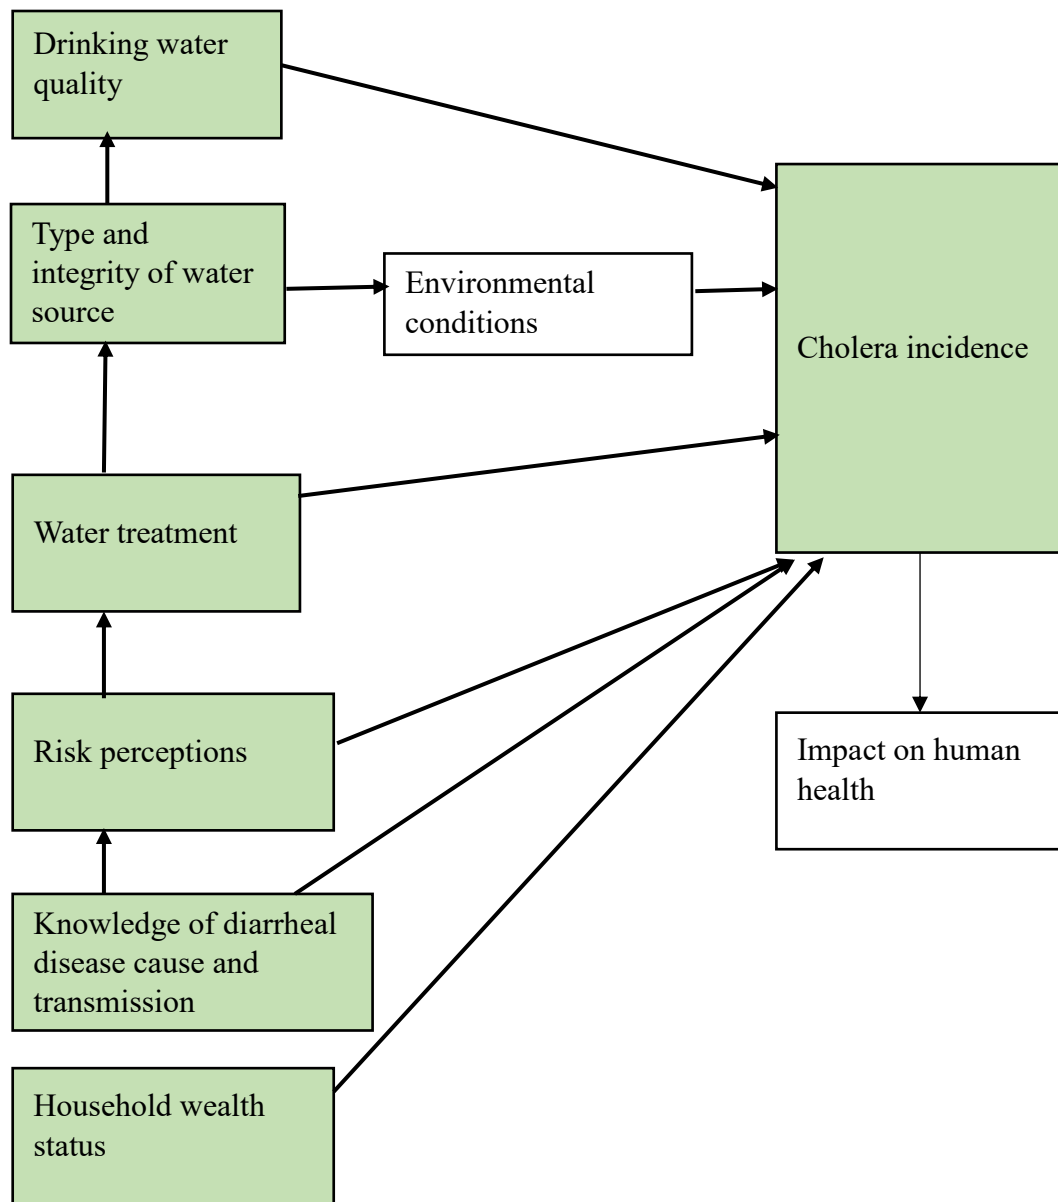 Drinking water
quality
Type and
integrity of water
source
Environmental
conditions
Cholera incidence
Water treatment
Risk perceptions
Impact on human
health
Knowledge of diarrheal
disease cause and
transmission
Household wealth
status